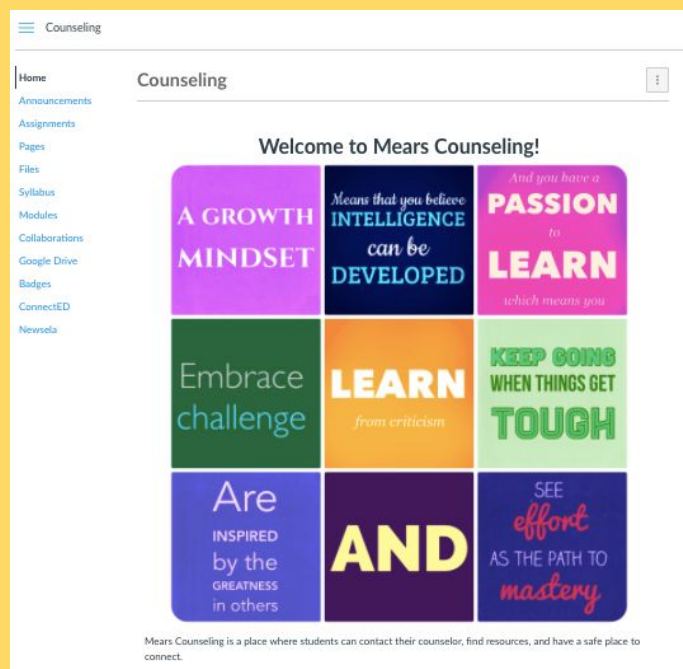 Counseling
Home
Announcements
Assignments
Pages
Files
Syllabus
Modules
Collaborations
Google Drive
Badges
ConnectED
Newsela
Counseling
Welcome to Mears Counseling!
A GROWTH
MINDSET
Means that you believe
INTELLIGENCE
can be
DEVELOPED
And you have a
PASSION
to
LEARN
which means you
Embrace
challenge
LEARN
from criticism
KEEP GOING
WHEN THINGS GET
TOUGH
Are
INSPIRED
by the
GREATNESS
in others
AND
SEE
effort
AS THE PATH TO
mastery
Mears Counseling is a place where students can contact their counselor, find resources, and have a safe place to
connect.